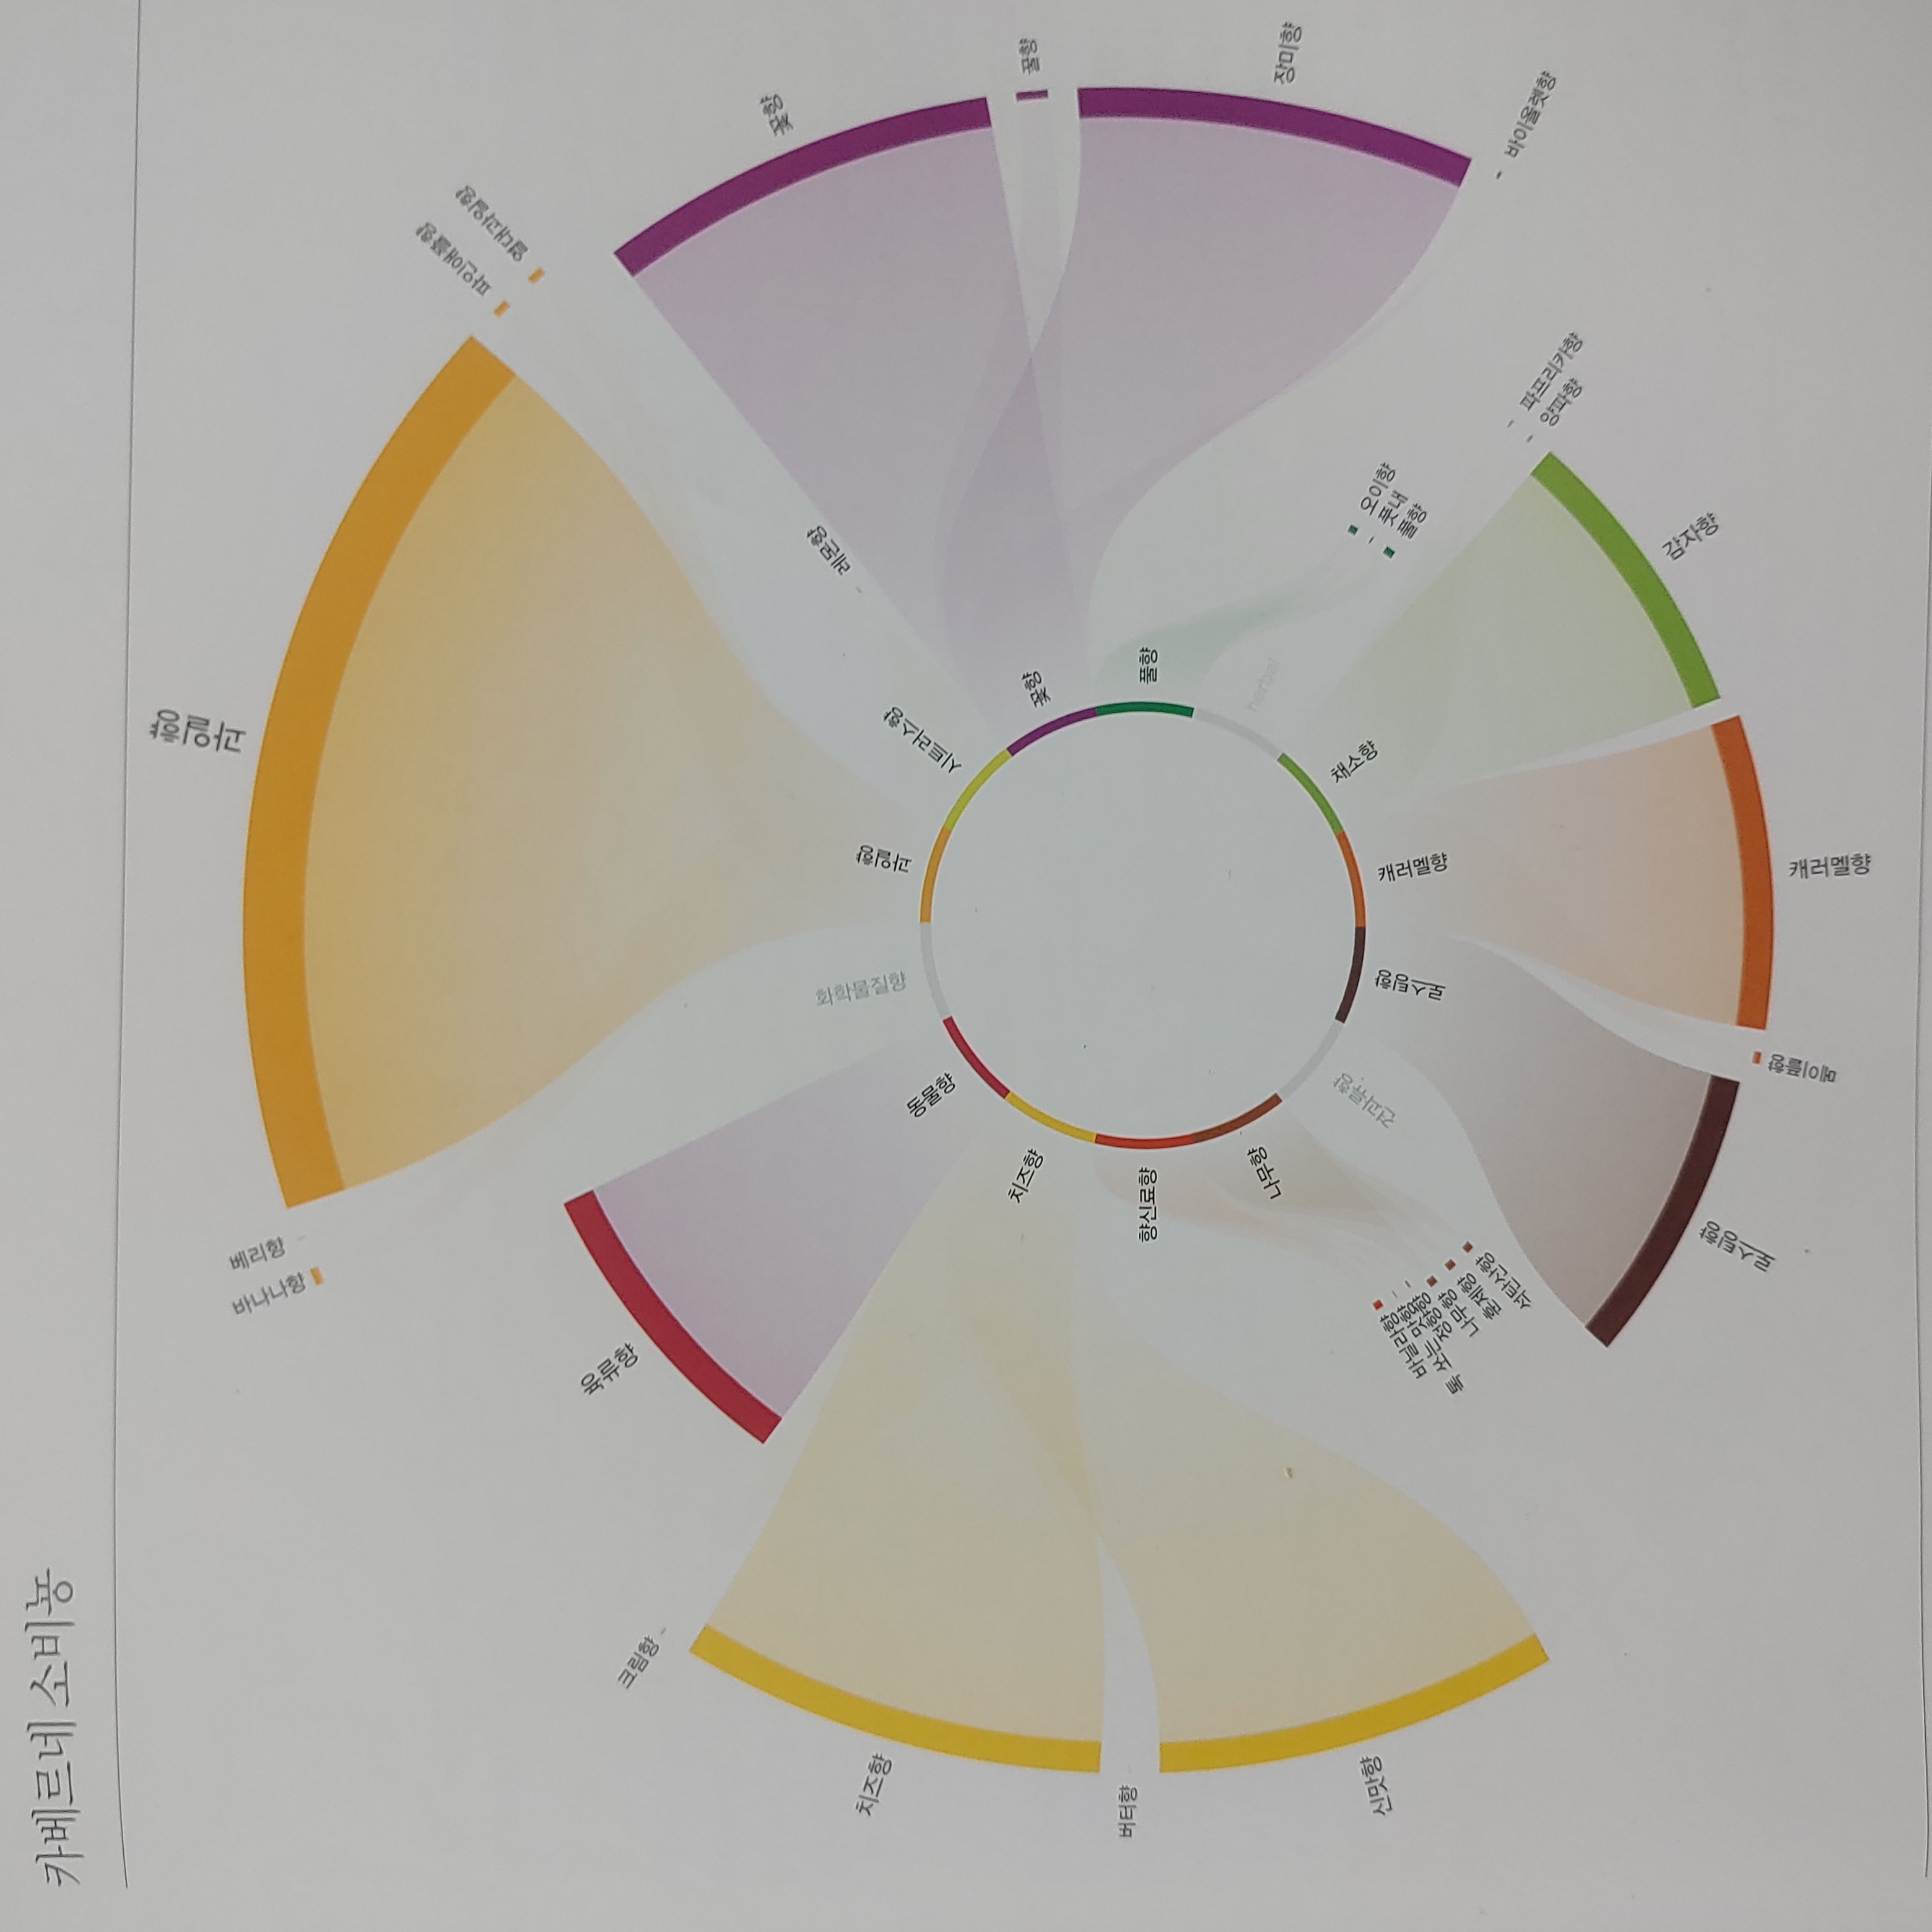 카베르네 소비뇽
과일향
베리향
바나나향
파인애플향
열대과일향
육류향
크림향
꽃향
레몬향
화학물질향
과일향
시트러스향
동물향
치즈향
치즈향
꽃향
꿀향
버터향
향신료향
풀향
장미향
나무향
herbal
신맛향
견과류향
로스팅향
캐러멜향
채소향
오이향
풋내
풀향
바닐라향
톡 쏘는 맛향
정향향
나무향
훈제향
석탄산향
바이올렛향
파프리카향
양파향
감자향
로스팅향
메이플향
캐러멜향